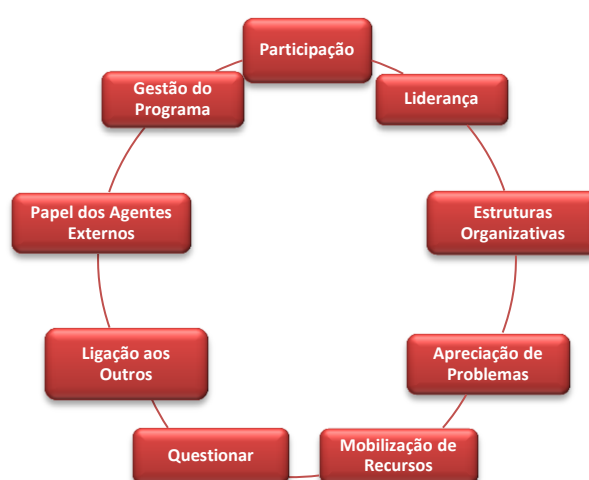 Participação
Liderança
Estruturas
Organizativas
Apreciação de
Problemas
Mobilização de
Recursos
Questionar
Ligação aos
Outros
Papel dos Agentes
Externos
Gestão do
Programa